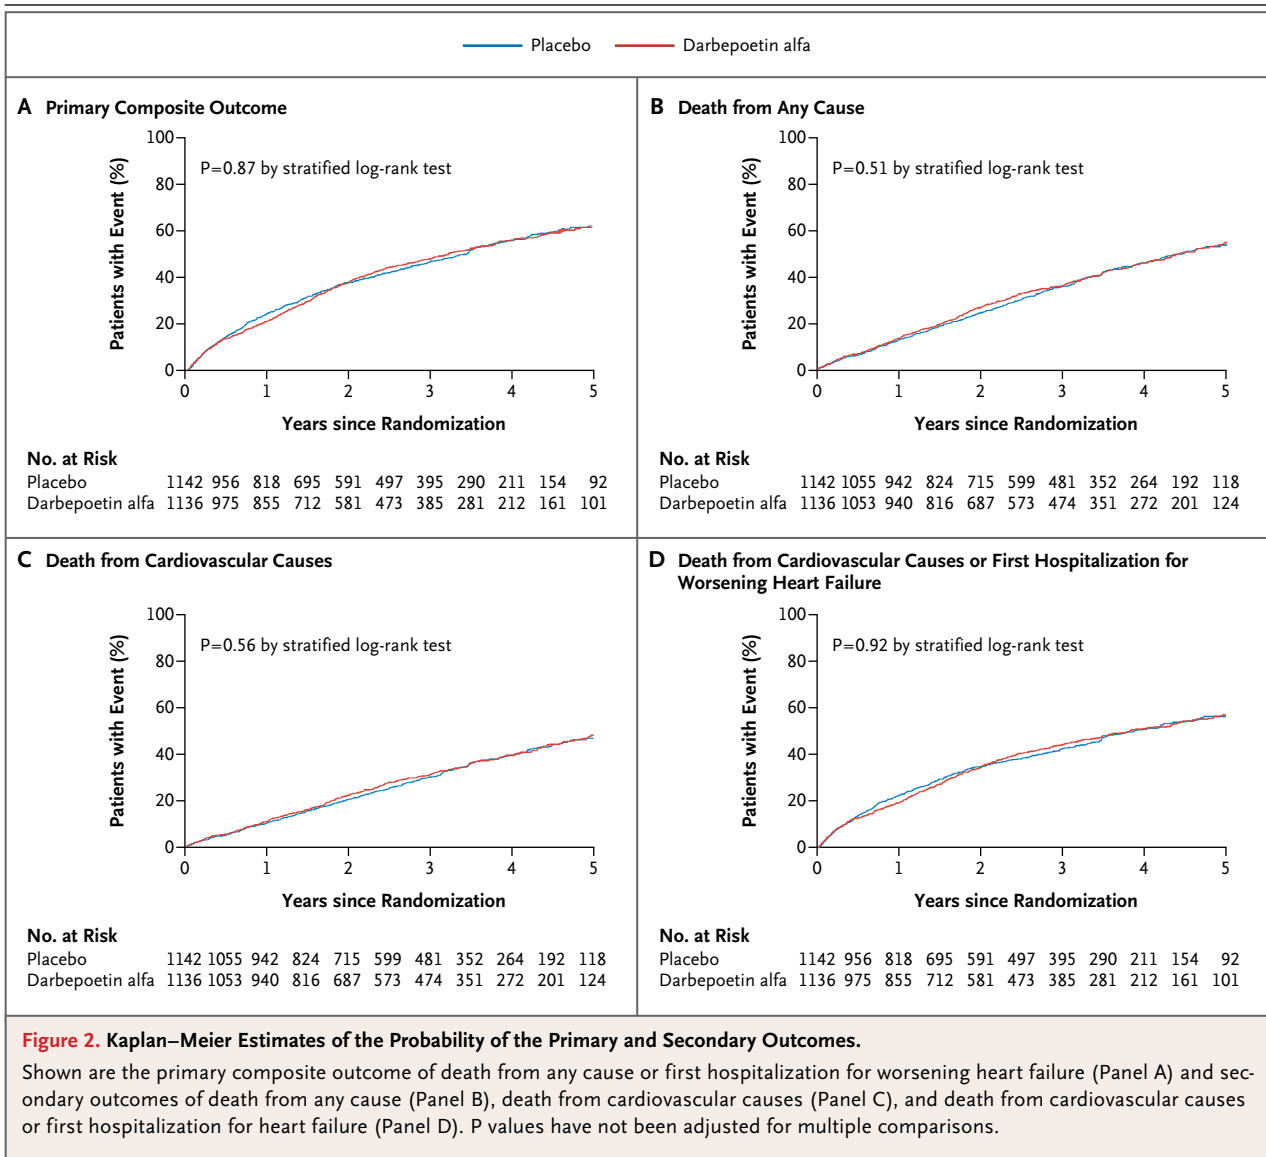 Placebo Darbepoetin alfa
A Primary Composite Outcome
100
80
60
40
20
0
Patients with Event (%)
P=0.87 by stratified log-rank test
0 1 2 3 4 5
Years since Randomization
No. at Risk
Placebo 1142 956 818 695 591 497 395 290 211 154 92
Darbepoetin alfa 1136 975 855 712 581 473 385 281 212 161 101
B Death from Any Cause
100
80
60
40
20
0
Patients with Event (%)
P=0.51 by stratified log-rank test
0 1 2 3 4 5
Years since Randomization
No. at Risk
Placebo 1142 1055 942 824 715 599 481 352 264 192 118
Darbepoetin alfa 1136 1053 940 816 687 573 474 351 272 201 124
C Death from Cardiovascular Causes
100
80
60
40
20
0
Patients with Event (%)
P=0.56 by stratified log-rank test
0 1 2 3 4 5
Years since Randomization
No. at Risk
Placebo 1142 1055 942 824 715 599 481 352 264 192 118
Darbepoetin alfa 1136 1053 940 816 687 573 474 351 272 201 124
D Death from Cardiovascular Causes or First Hospitalization for
Worsening Heart Failure
100
80
60
40
20
0
Patients with Event (%)
P=0.92 by stratified log-rank test
0 1 2 3 4 5
Years since Randomization
No. at Risk
Placebo 1142 956 818 695 591 497 395 290 211 154 92
Darbepoetin alfa 1136 975 855 712 581 473 385 281 212 161 101
Figure 2. Kaplan–Meier Estimates of the Probability of the Primary and Secondary Outcomes.
Shown are the primary composite outcome of death from any cause or first hospitalization for worsening heart failure (Panel A) and sec-
ondary outcomes of death from any cause (Panel B), death from cardiovascular causes (Panel C), and death from cardiovascular causes
or first hospitalization for heart failure (Panel D). P values have not been adjusted for multiple comparisons.